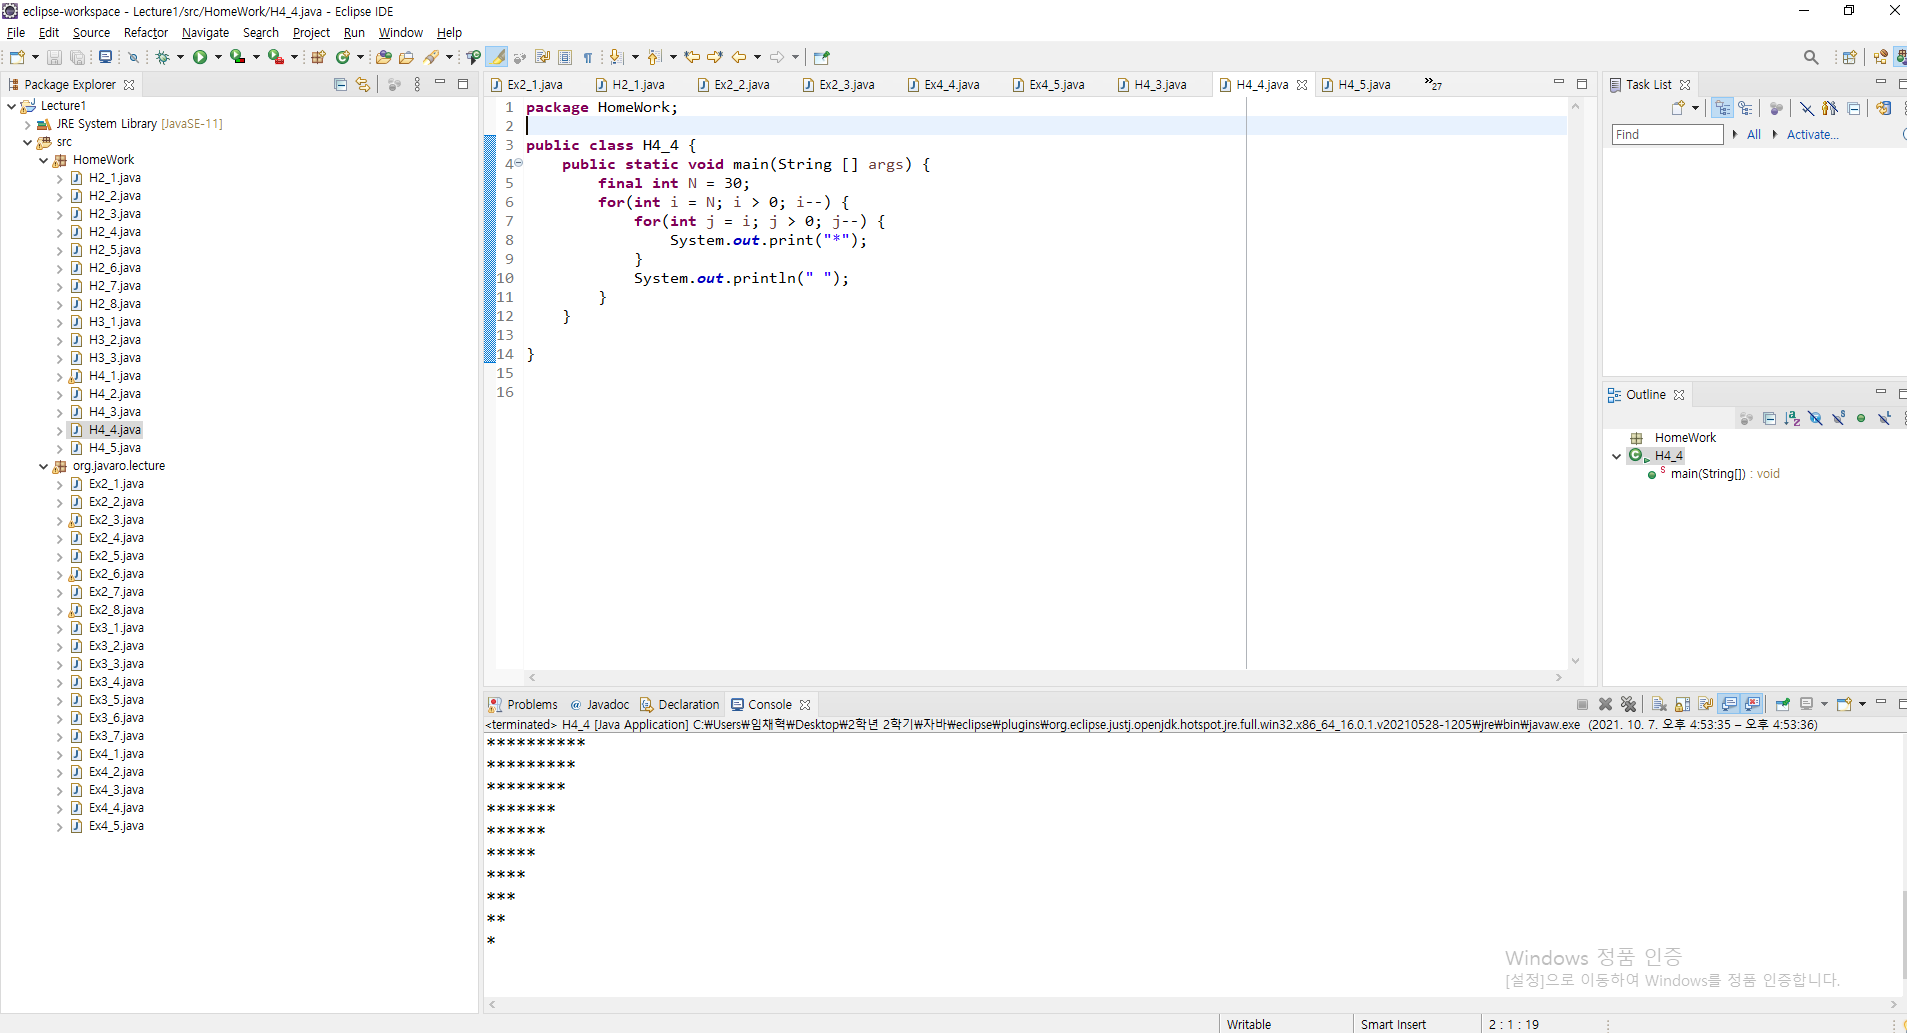 eclipse-workspace - Lecture1/src/HomeWork/H4_4.java - Eclipse IDE
File Edit Source Refactor Navigate Search Project Run Window Help
Package Explorer
Lecture1
JRE System Library [JavaSE-11]
src
HomeWork
H2_1.java
H2_2.java
H2_3.java
H2_4.java
H2_5.java
H2_6.java
H2_7.java
H2_8.java
H3_1.java
H3_2.java
H3_3.java
H4_1.java
H4_2.java
H4_3.java
H4_4.java
H4_5.java
org.javaro.lecture
Ex2_1.java
Ex2_2.java
Ex2_3.java
Ex2_4.java
Ex2_5.java
Ex2_6.java
Ex2_7.java
Ex2_8.java
Ex3_1.java
Ex3_2.java
Ex3_3.java
Ex3_4.java
Ex3_5.java
Ex3_6.java
Ex3_7.java
Ex4_1.java
Ex4_2.java
Ex4_3.java
Ex4_4.java
Ex4_5.java
Ex2_1.java H2_1.java Ex2_2.java Ex2_3.java Ex4_4.java Ex4_5.java H4_3.java H4_4.java H4_5.java »27
1 package HomeWork;
2
3 public class H4_4 {
4 public static void main(String [] args) {
5 final int N = 30;
6 for(int i = N; i > 0; i--) {
7 for(int j = i; j > 0; j--) {
8 System.out.print("*");
9 }
10 System.out.println(" ");
11 }
12 }
13
14 }
15
16
Task List
Find All Activate...
Outline
HomeWork
H4_4
main(String[]) : void
Problems @ Javadoc Declaration Console
<terminated> H4_4 [Java Application] C:₩Users₩임채혁₩Desktop₩2학년 2학기₩자바₩eclipse₩plugins₩org.eclipse.justj.openjdk.hotspot.jre.full.win32.x86_64_16.0.1.v20210528-1205₩jre₩bin₩javaw.exe (2021. 10. 7. 오후 4:53:35 – 오후 4:53:36)
**********
*********
********
*******
******
*****
****
***
**
*
Windows 정품 인증
[설정]으로 이동하여 Windows를 정품 인증합니다.
Writable Smart Insert 2 : 1 : 19